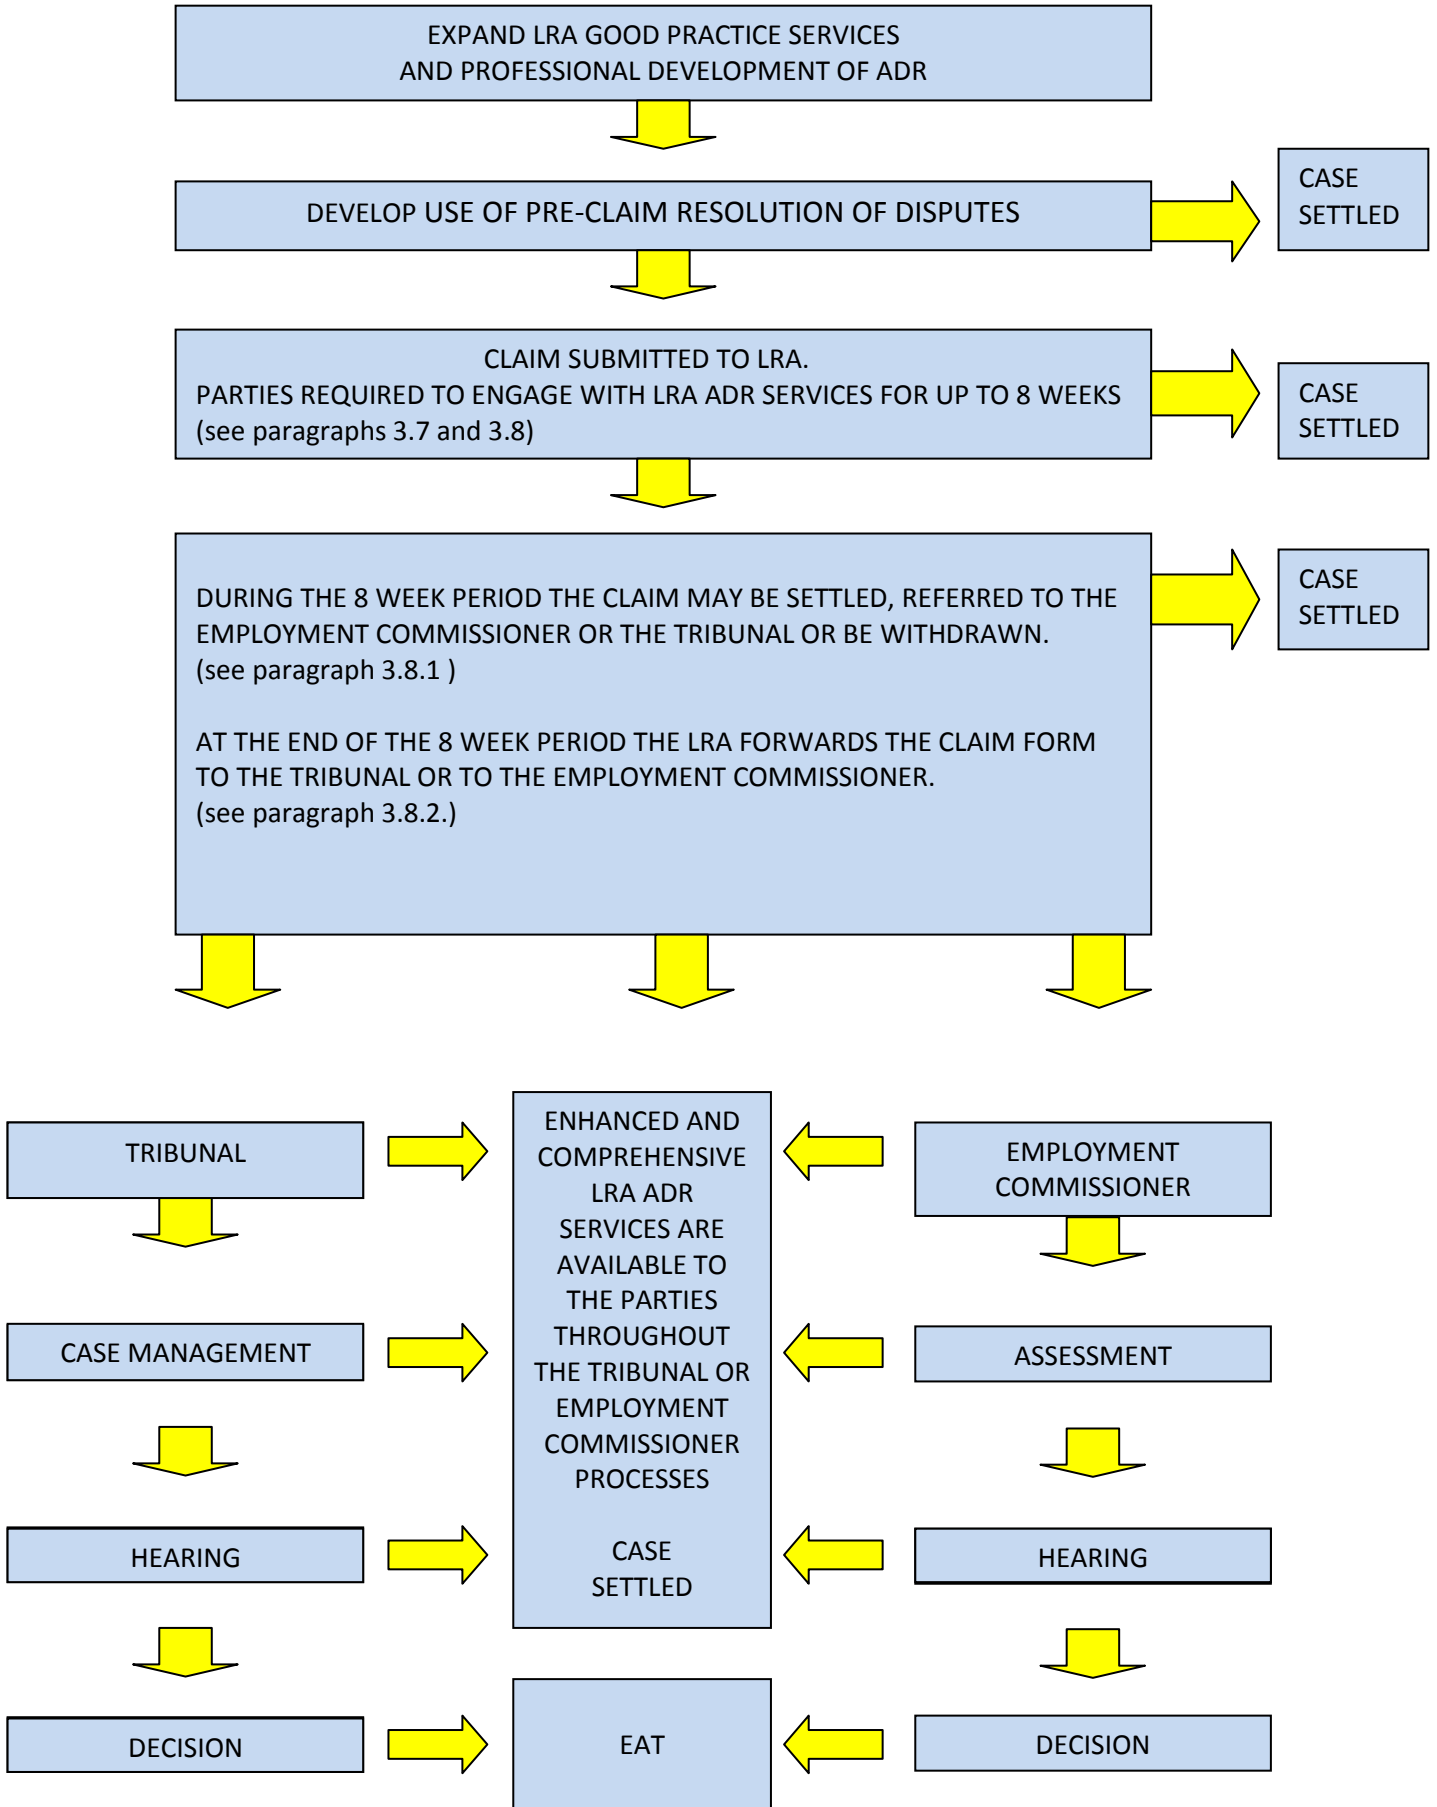 EXPAND LRA GOOD PRACTICE SERVICES
AND PROFESSIONAL DEVELOPMENT OF ADR
DEVELOP USE OF PRE-CLAIM RESOLUTION OF DISPUTES
CASE
SETTLED
CLAIM SUBMITTED TO LRA.
PARTIES REQUIRED TO ENGAGE WITH LRA ADR SERVICES FOR UP TO 8 WEEKS
(see paragraphs 3.7 and 3.8)
CASE
SETTLED
DURING THE 8 WEEK PERIOD THE CLAIM MAY BE SETTLED, REFERRED TO THE
EMPLOYMENT COMMISSIONER OR THE TRIBUNAL OR BE WITHDRAWN.
(see paragraph 3.8.1 )
AT THE END OF THE 8 WEEK PERIOD THE LRA FORWARDS THE CLAIM FORM
TO THE TRIBUNAL OR TO THE EMPLOYMENT COMMISSIONER.
(see paragraph 3.8.2.)
CASE
SETTLED
TRIBUNAL
CASE MANAGEMENT
HEARING
DECISION
ENHANCED AND
COMPREHENSIVE
LRA ADR
SERVICES ARE
AVAILABLE TO
THE PARTIES
THROUGHOUT
THE TRIBUNAL OR
EMPLOYMENT
COMMISSIONER
PROCESSES
CASE
SETTLED
EAT
EMPLOYMENT
COMMISSIONER
ASSESSMENT
HEARING
DECISION